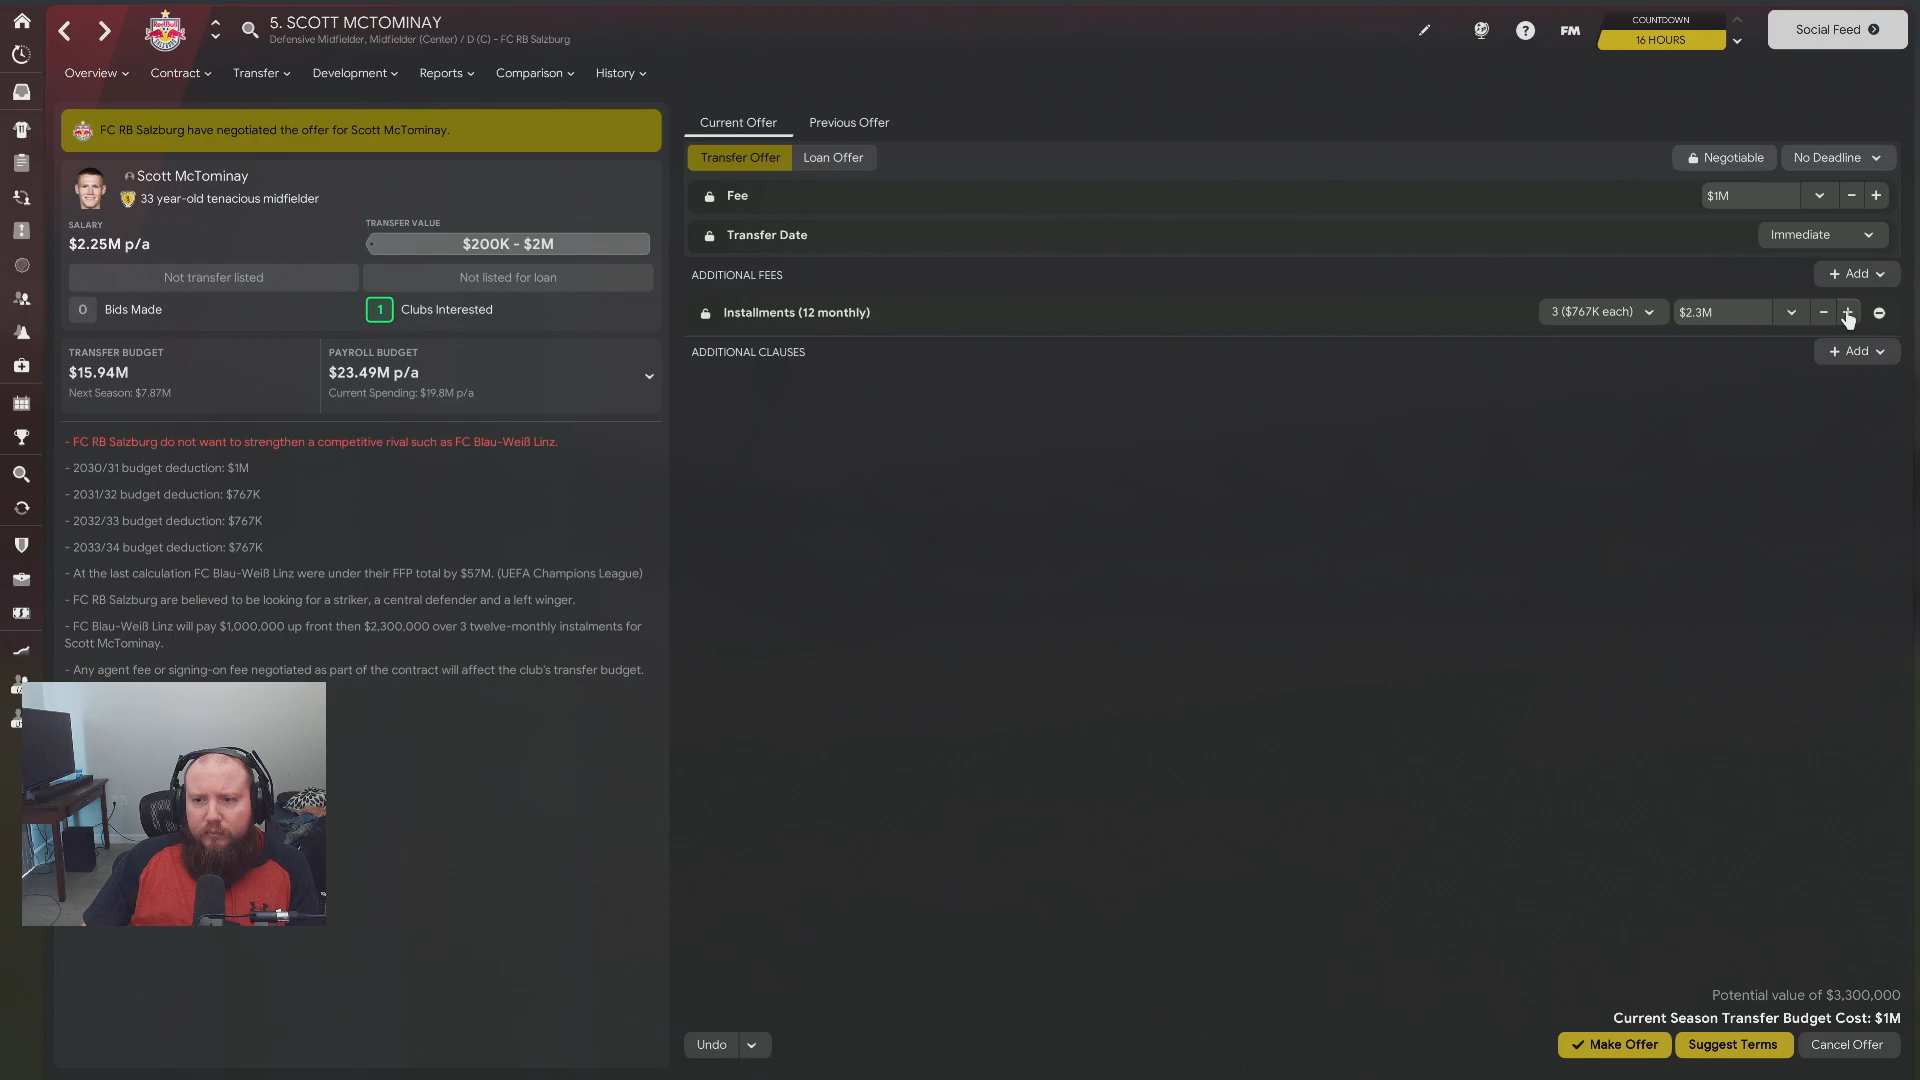 5. SCOTT MCTOMINAY
Defensive Midfielder, Midfielder (Center) / D (C) - FC RB Salzburg
FM
COUNTDOWN
16 HOURS
Social Feed
Overview
Contract
Transfer
Development
Reports
Comparison
History
FC RB Salzburg have negotiated the offer for Scott McTominay.
Scott McTominay
33 year-old tenacious midfielder
SALARY
$2.25M p/a
TRANSFER VALUE
$200K - $2M
Not transfer listed
Not listed for loan
0 Bids Made
1 Clubs Interested
TRANSFER BUDGET
$15.94M
Next Season: $7.87M
PAYROLL BUDGET
$23.49M p/a
Current Spending: $19.8M p/a
- FC RB Salzburg do not want to strengthen a competitive rival such as FC Blau-Weiß Linz.
- 2030/31 budget deduction: $1M
- 2031/32 budget deduction: $767K
- 2032/33 budget deduction: $767K
- 2033/34 budget deduction: $767K
- At the last calculation FC Blau-Weiß Linz were under their FFP total by $57M. (UEFA Champions League)
- FC RB Salzburg are believed to be looking for a striker, a central defender and a left winger.
- FC Blau-Weiß Linz will pay $1,000,000 up front then $2,300,000 over 3 twelve-monthly instalments for
Scott McTominay.
- Any agent fee or signing-on fee negotiated as part of the contract will affect the club's transfer budget.
Current Offer
Previous Offer
Transfer Offer
Loan Offer
Negotiable
No Deadline
Fee
$1M
Transfer Date
Immediate
ADDITIONAL FEES
+ Add
Installments (12 monthly)
3 ($767K each)
$2.3M
ADDITIONAL CLAUSES
+ Add
Potential value of $3,300,000
Current Season Transfer Budget Cost: $1M
Undo
Make Offer
Suggest Terms
Cancel Offer